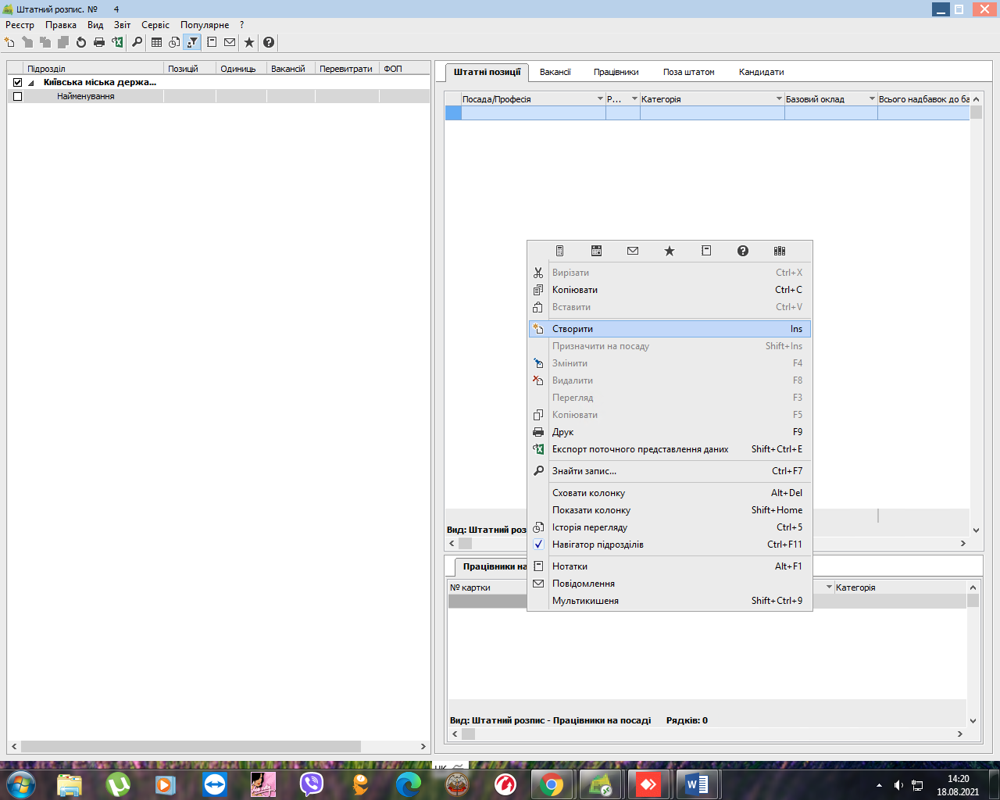 Штатний розпис. № 4
Реєстр Правка Вид Звіт Сервіс Популярне ?
Підрозділ Позицій Одиниць Вакансій Перевитрати ФОП
Київська міська держа...
Найменування
Штатні позиції Вакансії Працівники Поза штатом Кандидати
Посада/Професія Р... Категорія Базовий оклад Всього надбавок до ба
Вирізати Ctrl+X
Копіювати Ctrl+C
Вставити Ctrl+V
Створити Ins
Призначити на посаду Shift+Ins
Змінити F4
Видалити F8
Перегляд F3
Копіювати F5
Друк F9
Експорт поточного представлення даних Shift+Ctrl+E
Знайти запис... Ctrl+F7
Сховати колонку Alt+Del
Показати колонку Shift+Home
Історія перегляду Ctrl+5
Навігатор підрозділів Ctrl+F11
Нотатки Alt+F1
Повідомлення
Мультикишеня Shift+Ctrl+9
Вид: Штатний роз
Працівники на
№ картки Категорія
Вид: Штатний розпис - Працівники на посаді Рядків: 0
14:20
18.08.2021